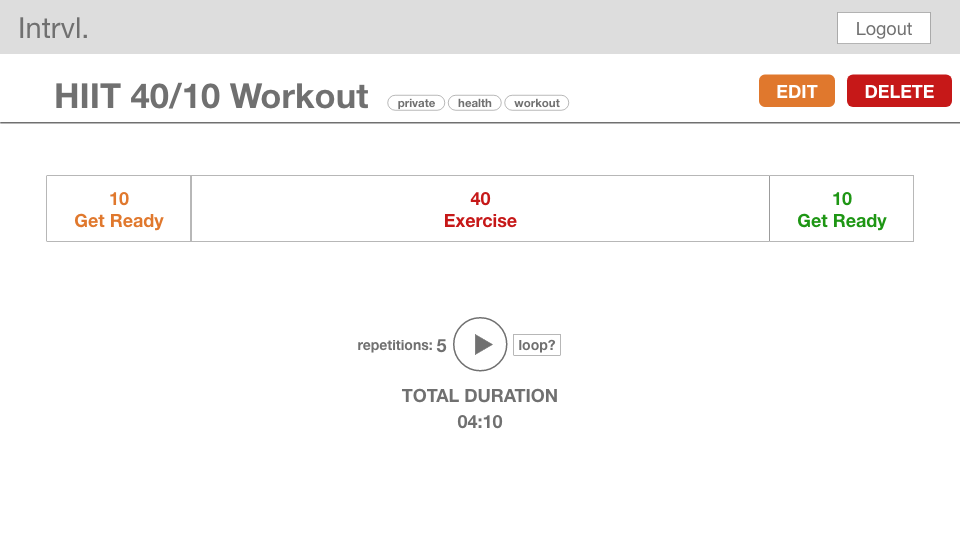 Intrvl.
Logout
HIIT 40/10 Workout
private
health
workout
EDIT
DELETE
10
Get Ready
40
Exercise
10
Get Ready
repetitions: 5
loop?
TOTAL DURATION
04:10